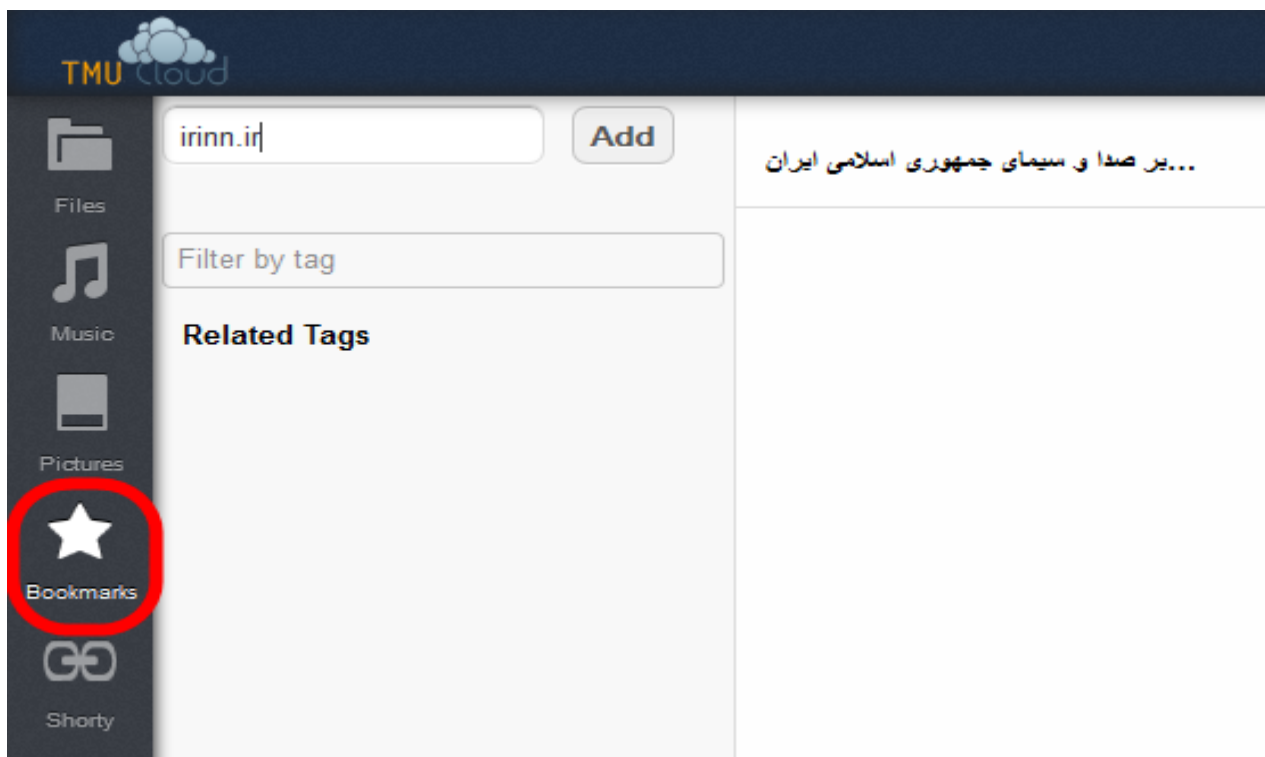 TMU Cloud
irinn.ir
Add
...بر صدا و سیمای جمهوری اسلامی ایران
Files
Filter by tag
Music
Related Tags
Pictures
Bookmarks
Shorty